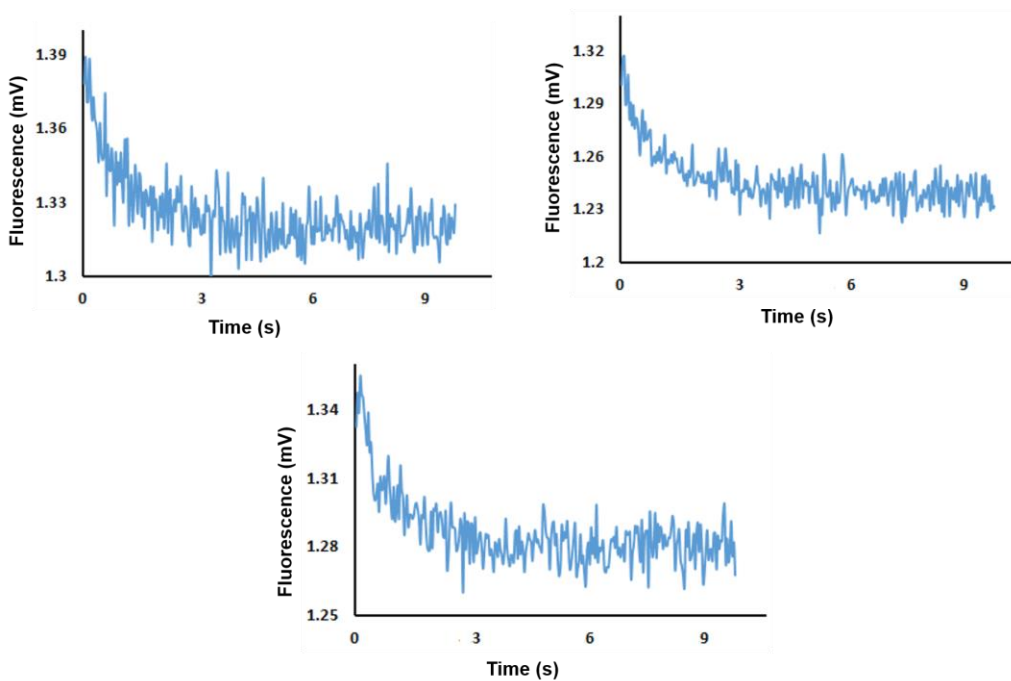 Fluorescence (mV)
1.39
1.36
1.33
1.3
0 3 6 9
Time (s)
Fluorescence (mV)
1.32
1.29
1.26
1.23
1.2
0 3 6 9
Time (s)
Fluorescence (mV)
1.34
1.31
1.28
1.25
0 3 6 9
Time (s)